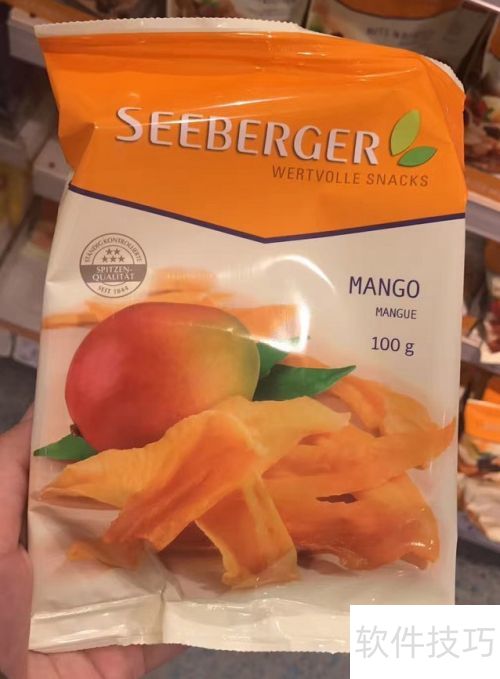 SEEBERGER
WERTVOLLE SNACKS
STÄNDIG KONTROLLIERTE
SPITZEN-
QUALITÄT
SEIT 1844
MANGO
MANGUE
100 g
软件技巧